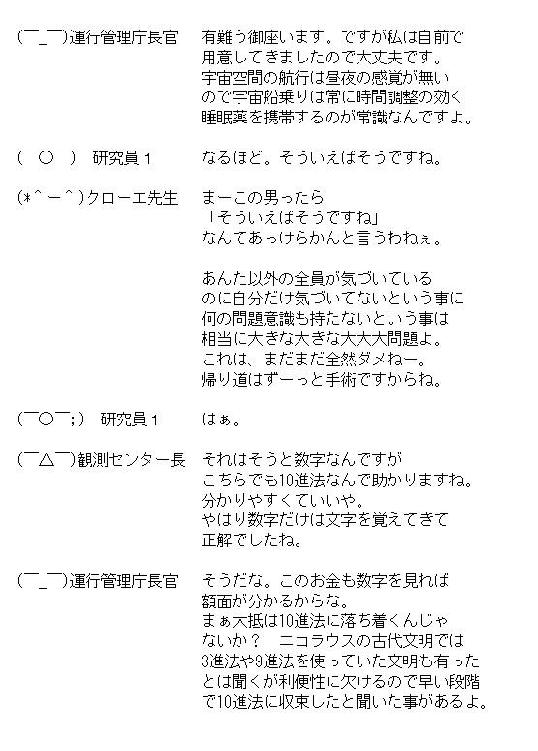 (￣_￣)運行管理庁長官　有難う御座います。ですが私は自前で
用意してきましたので大丈夫です。
宇宙空間の航行は昼夜の感覚が無い
ので宇宙船乗りは常に時間調整の効く
睡眠薬を携帯するのが常識なんですよ。
(　○　)　研究員１　なるほど。そういえばそうですね。
(*＾ー＾)クローエ先生　まーこの男ったら
「そういえばそうですね」
なんてあっけらかんと言うわねぇ。
あんた以外の全員が気づいている
のに自分だけ気づいてないという事に
何の問題意識も持たないという事は
相当に大きな大きな大大大問題よ。
これは、まだまだ全然ダメねー。
帰り道はずーっと手術ですからね。
(￣○￣;)　研究員１　はぁ。
(￣△￣)観測センター長　それはそうと数字なんですが
こちらでも10進法なんで助かりますね。
分かりやすくていいや。
やはり数字だけは文字を覚えてきて
正解でしたね。
(￣_￣)運行管理庁長官　そうだな。このお金も数字を見れば
額面が分かるからな。
まぁ大抵は10進法に落ち着くんじゃ
ないか？　ニコラウスの古代文明では
3進法や9進法を使っていた文明も有った
とは聞くが利便性に欠けるので早い段階
で10進法に収束したと聞いた事があるよ。